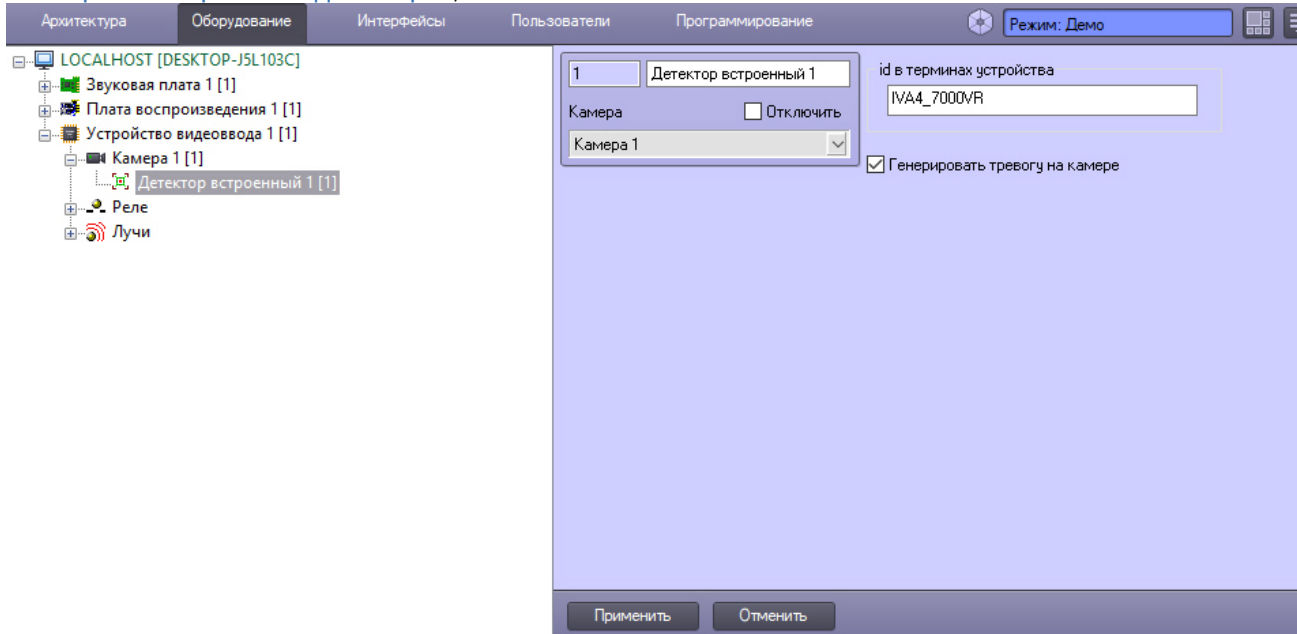 Архитектура Оборудование Интерфейсы Пользователи Программирование Режим: Демо
LOCALHOST [DESKTOP-J5L103C]
Звуковая плата 1 [1]
Плата воспроизведения 1 [1]
Устройство видеоввода 1 [1]
Камера 1 [1]
Детектор встроенный 1 [1]
Реле
Лучи
1 Детектор встроенный 1
Камера Отключить
Камера 1
id в терминах устройства
IVA4_7000VR
Генерировать тревогу на камере
Применить Отменить